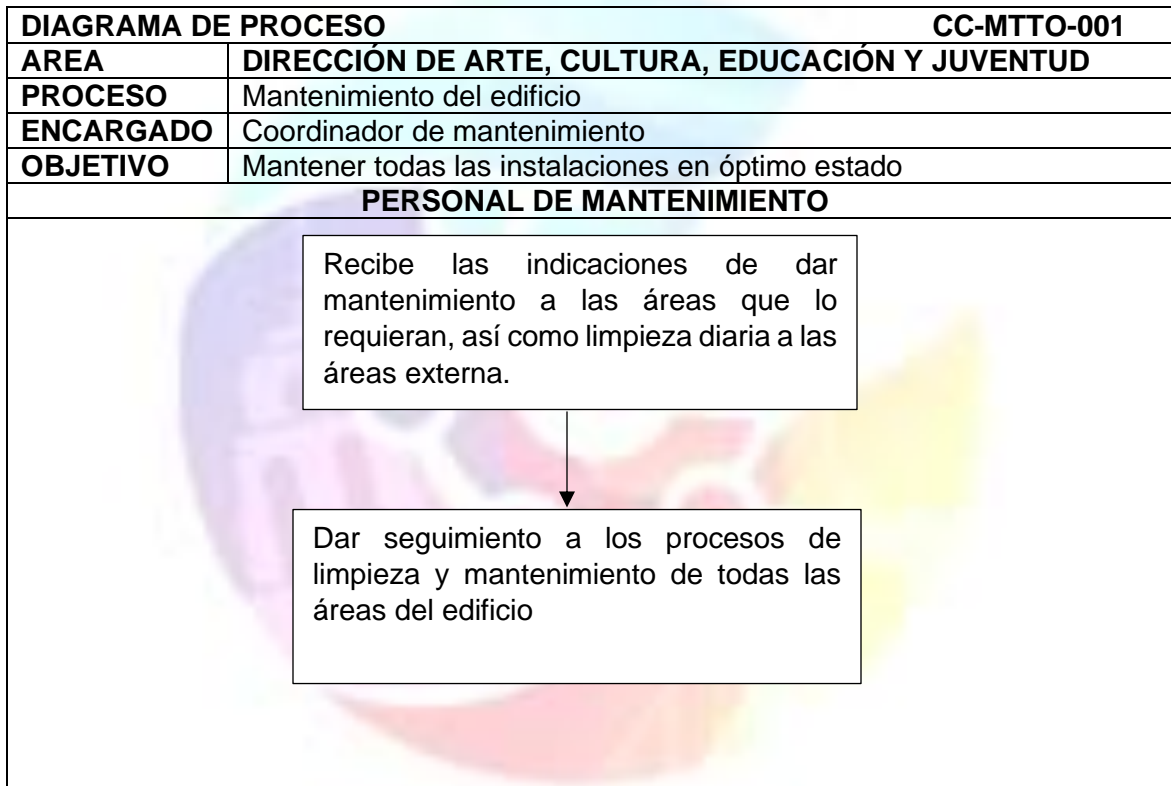 DIAGRAMA DE PROCESO CC-MTTO-001
AREA DIRECCIÓN DE ARTE, CULTURA, EDUCACIÓN Y JUVENTUD
PROCESO Mantenimiento del edificio
ENCARGADO Coordinador de mantenimiento
OBJETIVO Mantener todas las instalaciones en óptimo estado
PERSONAL DE MANTENIMIENTO
Recibe las indicaciones de dar
mantenimiento a las áreas que lo
requieran, así como limpieza diaria a las
áreas externa.
Dar seguimiento a los procesos de
limpieza y mantenimiento de todas las
áreas del edificio